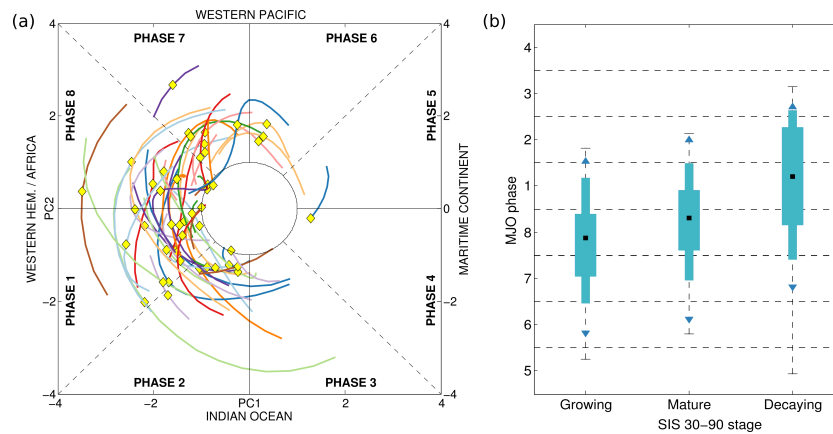 (a)
WESTERN PACIFIC
4
4
PHASE 7
PHASE 6
PHASE 8
PHASE 5
2
2
WESTERN HEM. / AFRICA
PC2
0
0
MARITIME CONTINENT
PHASE 1
PHASE 4
−2
−2
PHASE 2
PHASE 3
−4
−4
−4
−2
PC1
2
4
INDIAN OCEAN
(b)
4
3
2
1
8
7
6
5
MJO phase
Growing
Mature
Decaying
SIS 30−90 stage